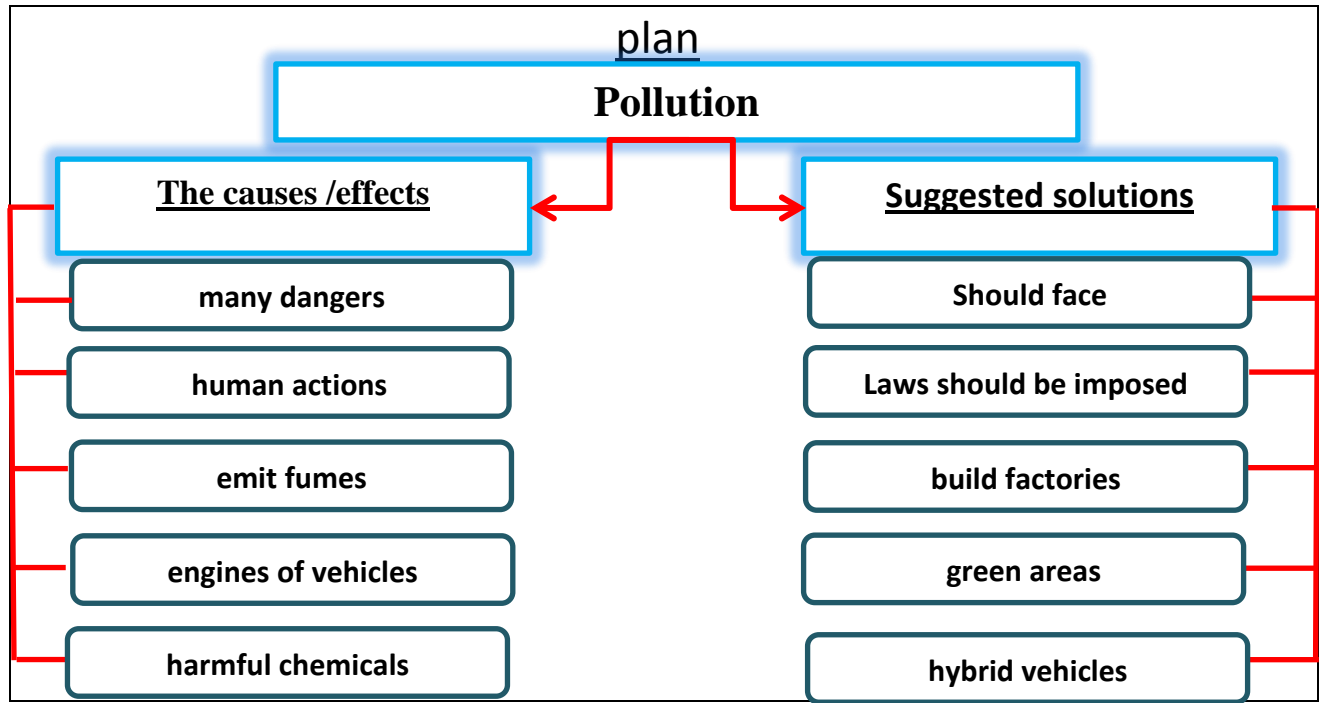 plan
Pollution
The causes /effects
many dangers
human actions
emit fumes
engines of vehicles
harmful chemicals
Suggested solutions
Should face
Laws should be imposed
build factories
green areas
hybrid vehicles